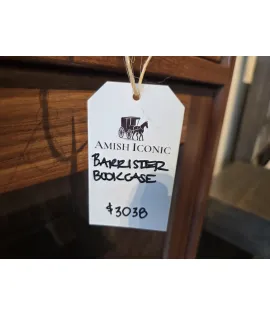 AMISH ICONIC
BARRISTER
BOOKCASE
$3038